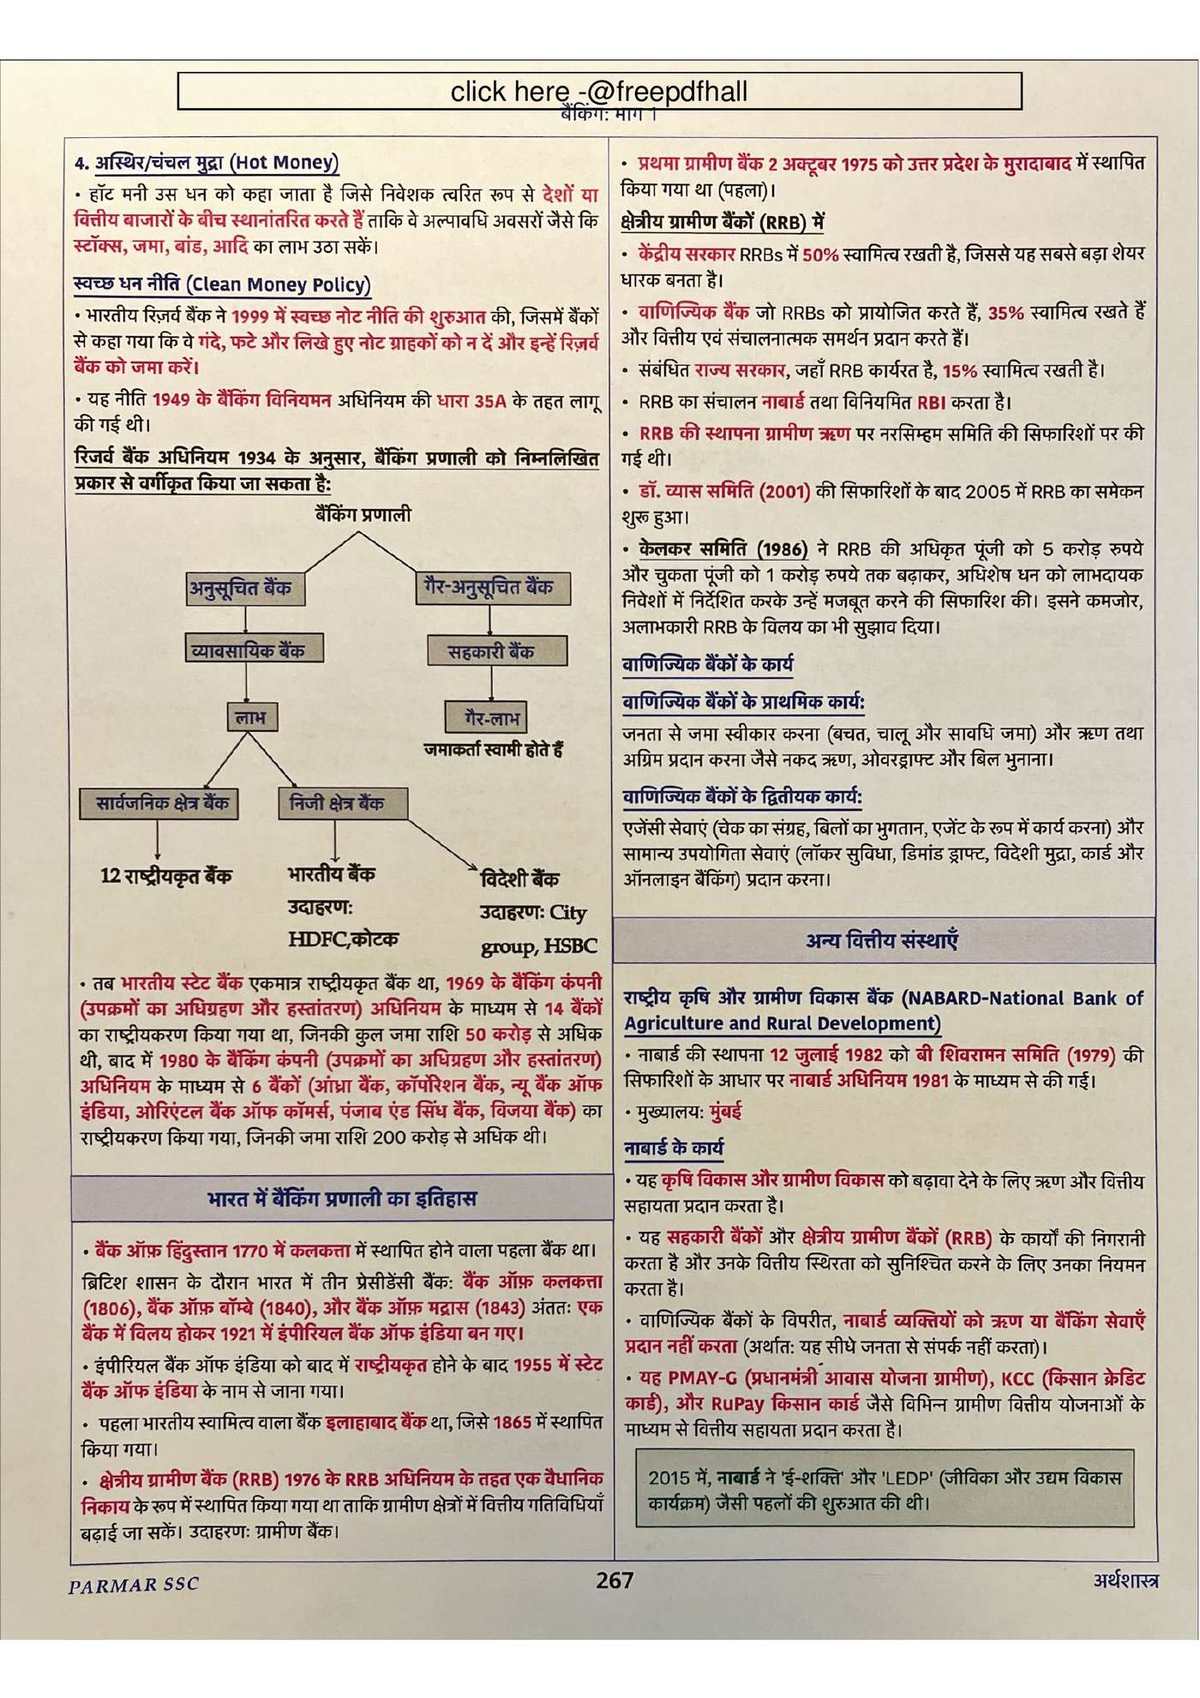 click here -@freepdfhall
बैंकिंग: भाग 1
4. अस्थिर/चंचल मुद्रा (Hot Money)
• हॉट मनी उस धन को कहा जाता है जिसे निवेशक त्वरित रूप से देशों या
वित्तीय बाजारों के बीच स्थानांतरित करते हैं ताकि वे अल्पावधि अवसरों जैसे कि
स्टॉक्स, जमा, बांड, आदि का लाभ उठा सकें।
स्वच्छ धन नीति (Clean Money Policy)
• भारतीय रिज़र्व बैंक ने 1999 में स्वच्छ नोट नीति की शुरुआत की, जिसमें बैंकों
से कहा गया कि वे गंदे, फटे और लिखे हुए नोट ग्राहकों को न दें और इन्हें रिज़र्व
बैंक को जमा करें।
• यह नीति 1949 के बैंकिंग विनियमन अधिनियम की धारा 35A के तहत लागू
की गई थी।
रिजर्व बैंक अधिनियम 1934 के अनुसार, बैंकिंग प्रणाली को निम्नलिखित
प्रकार से वर्गीकृत किया जा सकता है:
बैंकिंग प्रणाली
अनुसूचित बैंक
गैर-अनुसूचित बैंक
व्यावसायिक बैंक
सहकारी बैंक
लाभ
गैर-लाभ
जमाकर्ता स्वामी होते हैं
सार्वजनिक क्षेत्र बैंक
निजी क्षेत्र बैंक
12 राष्ट्रीयकृत बैंक
भारतीय बैंक
उदाहरण:
HDFC,कोटक
विदेशी बैंक
उदाहरण: City
group, HSBC
• तब भारतीय स्टेट बैंक एकमात्र राष्ट्रीयकृत बैंक था, 1969 के बैंकिंग कंपनी
(उपक्रमों का अधिग्रहण और हस्तांतरण) अधिनियम के माध्यम से 14 बैंकों
का राष्ट्रीयकरण किया गया था, जिनकी कुल जमा राशि 50 करोड़ से अधिक
थी, बाद में 1980 के बैंकिंग कंपनी (उपक्रमों का अधिग्रहण और हस्तांतरण)
अधिनियम के माध्यम से 6 बैंकों (आंध्रा बैंक, कॉर्पोरेशन बैंक, न्यू बैंक ऑफ
इंडिया, ओरिएंटल बैंक ऑफ कॉमर्स, पंजाब एंड सिंध बैंक, विजया बैंक) का
राष्ट्रीयकरण किया गया, जिनकी जमा राशि 200 करोड़ से अधिक थी।
भारत में बैंकिंग प्रणाली का इतिहास
• बैंक ऑफ़ हिंदुस्तान 1770 में कलकत्ता में स्थापित होने वाला पहला बैंक था।
ब्रिटिश शासन के दौरान भारत में तीन प्रेसीडेंसी बैंक: बैंक ऑफ़ कलकत्ता
(1806), बैंक ऑफ़ बॉम्बे (1840), और बैंक ऑफ़ मद्रास (1843) अंततः एक
बैंक में विलय होकर 1921 में इंपीरियल बैंक ऑफ इंडिया बन गए।
• इंपीरियल बैंक ऑफ इंडिया को बाद में राष्ट्रीयकृत होने के बाद 1955 में स्टेट
बैंक ऑफ इंडिया के नाम से जाना गया।
• पहला भारतीय स्वामित्व वाला बैंक इलाहाबाद बैंक था, जिसे 1865 में स्थापित
किया गया।
• क्षेत्रीय ग्रामीण बैंक (RRB) 1976 के RRB अधिनियम के तहत एक वैधानिक
निकाय के रूप में स्थापित किया गया था ताकि ग्रामीण क्षेत्रों में वित्तीय गतिविधियाँ
बढ़ाई जा सकें। उदाहरण: ग्रामीण बैंक।
• प्रथमा ग्रामीण बैंक 2 अक्टूबर 1975 को उत्तर प्रदेश के मुरादाबाद में स्थापित
किया गया था (पहला)।
क्षेत्रीय ग्रामीण बैंकों (RRB) में
• केंद्रीय सरकार RRBs में 50% स्वामित्व रखती है, जिससे यह सबसे बड़ा शेयर
धारक बनता है।
• वाणिज्यिक बैंक जो RRBs को प्रायोजित करते हैं, 35% स्वामित्व रखते हैं
और वित्तीय एवं संचालनात्मक समर्थन प्रदान करते हैं।
• संबंधित राज्य सरकार, जहाँ RRB कार्यरत है, 15% स्वामित्व रखती है।
• RRB का संचालन नाबार्ड तथा विनियमित RBI करता है।
• RRB की स्थापना ग्रामीण ऋण पर नरसिम्हम समिति की सिफारिशों पर की
गई थी।
• डॉ. व्यास समिति (2001) की सिफारिशों के बाद 2005 में RRB का समेकन
शुरू हुआ।
• केलकर समिति (1986) ने RRB की अधिकृत पूंजी को 5 करोड़ रुपये
और चुकता पूंजी को 1 करोड़ रुपये तक बढ़ाकर, अधिशेष धन को लाभदायक
निवेशों में निर्देशित करके उन्हें मजबूत करने की सिफारिश की। इसने कमजोर,
अलाभकारी RRB के विलय का भी सुझाव दिया।
वाणिज्यिक बैंकों के कार्य
वाणिज्यिक बैंकों के प्राथमिक कार्य:
जनता से जमा स्वीकार करना (बचत, चालू और सावधि जमा) और ऋण तथा
अग्रिम प्रदान करना जैसे नकद ऋण, ओवरड्राफ्ट और बिल भुनाना।
वाणिज्यिक बैंकों के द्वितीयक कार्य:
एजेंसी सेवाएं (चेक का संग्रह, बिलों का भुगतान, एजेंट के रूप में कार्य करना) और
सामान्य उपयोगिता सेवाएं (लॉकर सुविधा, डिमांड ड्राफ्ट, विदेशी मुद्रा, कार्ड और
ऑनलाइन बैंकिंग) प्रदान करना।
अन्य वित्तीय संस्थाएँ
राष्ट्रीय कृषि और ग्रामीण विकास बैंक (NABARD-National Bank of
Agriculture and Rural Development)
• नाबार्ड की स्थापना 12 जुलाई 1982 को बी शिवरामन समिति (1979) की
सिफारिशों के आधार पर नाबार्ड अधिनियम 1981 के माध्यम से की गई।
• मुख्यालय: मुंबई
नाबार्ड के कार्य
• यह कृषि विकास और ग्रामीण विकास को बढ़ावा देने के लिए ऋण और वित्तीय
सहायता प्रदान करता है।
• यह सहकारी बैंकों और क्षेत्रीय ग्रामीण बैंकों (RRB) के कार्यों की निगरानी
करता है और उनके वित्तीय स्थिरता को सुनिश्चित करने के लिए उनका नियमन
करता है।
• वाणिज्यिक बैंकों के विपरीत, नाबार्ड व्यक्तियों को ऋण या बैंकिंग सेवाएँ
प्रदान नहीं करता (अर्थात: यह सीधे जनता से संपर्क नहीं करता)।
• यह PMAY-G (प्रधानमंत्री आवास योजना ग्रामीण), KCC (किसान क्रेडिट
कार्ड), और RuPay किसान कार्ड जैसे विभिन्न ग्रामीण वित्तीय योजनाओं के
माध्यम से वित्तीय सहायता प्रदान करता है।
2015 में, नाबार्ड ने 'ई-शक्ति' और 'LEDP' (जीविका और उद्यम विकास
कार्यक्रम) जैसी पहलों की शुरुआत की थी।
PARMAR SSC
267
अर्थशास्त्र